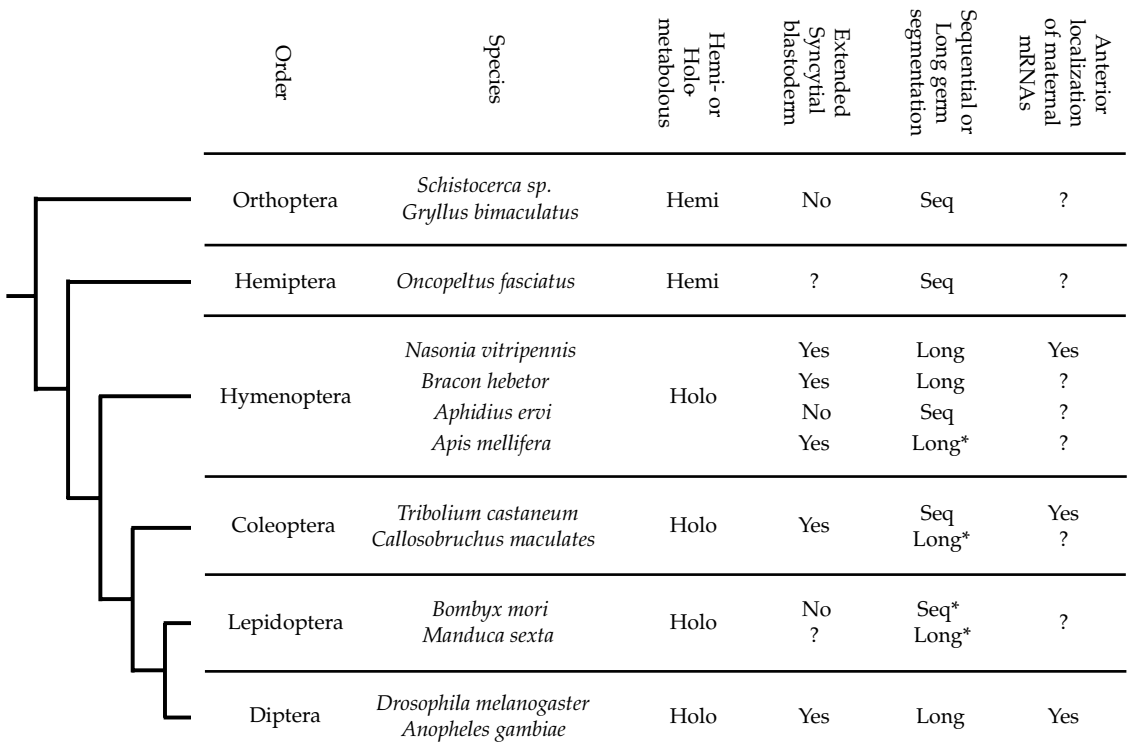 Order
Species
Hemi- or
Holo-
metabolous
Extended
Syncytial
blastoderm
Sequential or
Long germ
segmentation
Anterior
localization
of maternal
mRNAs
Orthoptera
Schistocerca sp.
Gryllus bimaculatus
Hemi
No
Seq
?
Hemiptera
Oncopeltus fasciatus
Hemi
?
Seq
?
Hymenoptera
Nasonia vitripennis
Bracon hebetor
Aphidius ervi
Apis mellifera
Holo
Yes
Yes
No
Yes
Long
Long
Seq
Long*
Yes
?
?
?
Coleoptera
Tribolium castaneum
Callosobruchus maculates
Holo
Yes
Seq
Long*
Yes
?
Lepidoptera
Bombyx mori
Manduca sexta
Holo
No
?
Seq*
Long*
?
Diptera
Drosophila melanogaster
Anopheles gambiae
Holo
Yes
Long
Yes